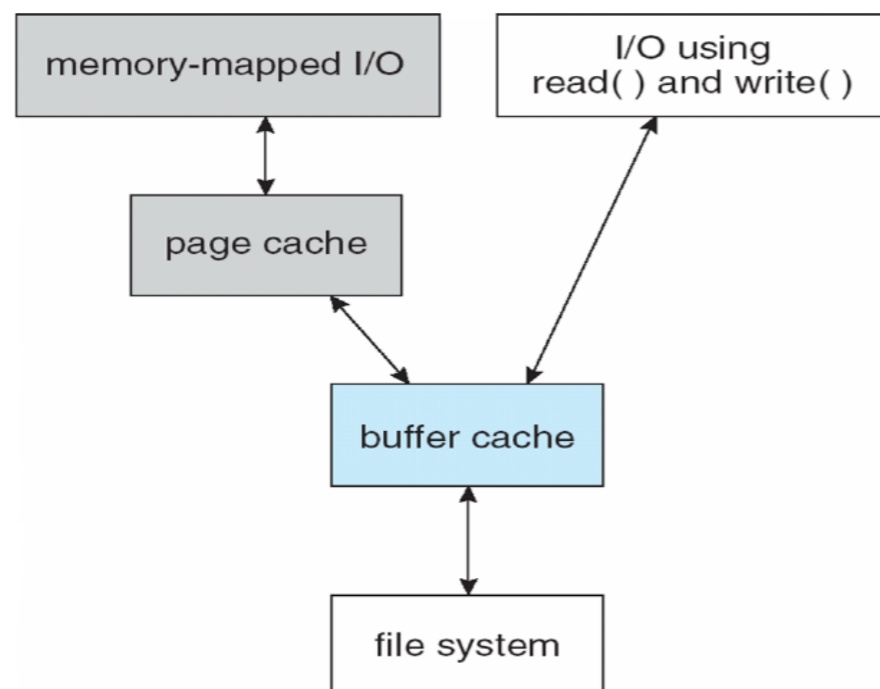 memory-mapped I/O
I/O using
read( ) and write( )
page cache
buffer cache
file system